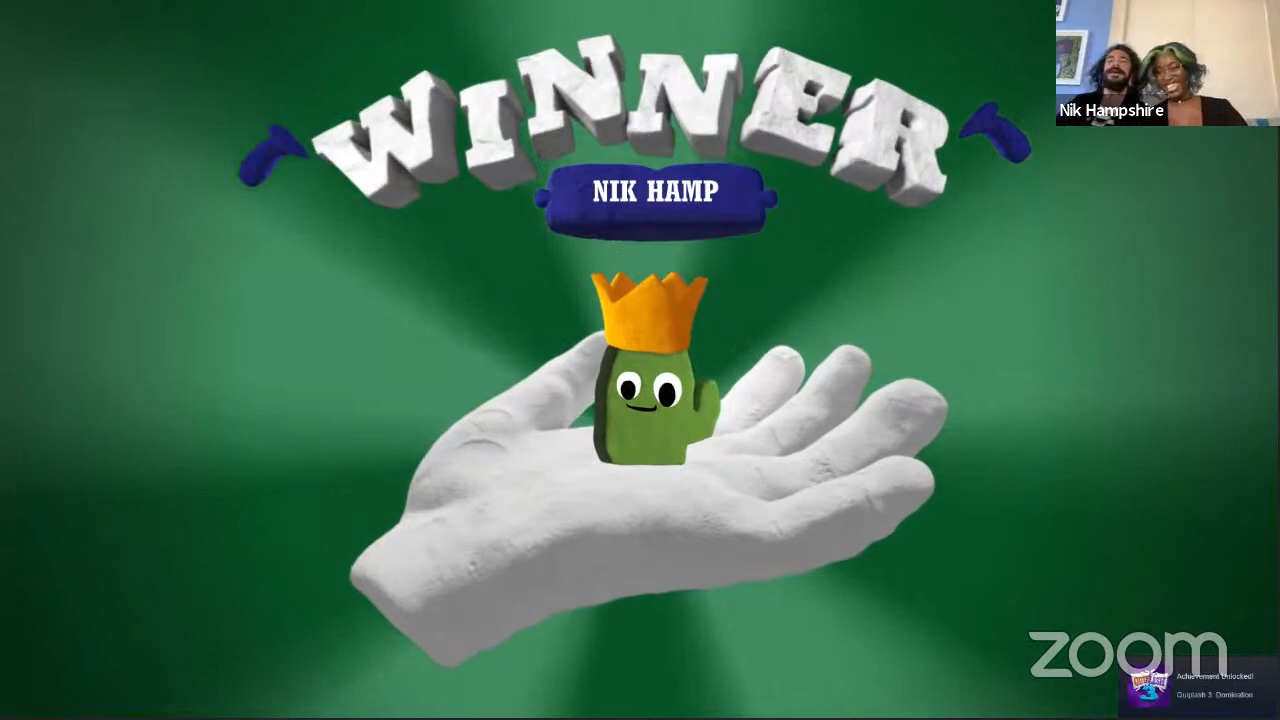 WINNER
NIK HAMP
Nik Hampshire
zoom
Achievement Unlocked!
Quiplash 3: Domination